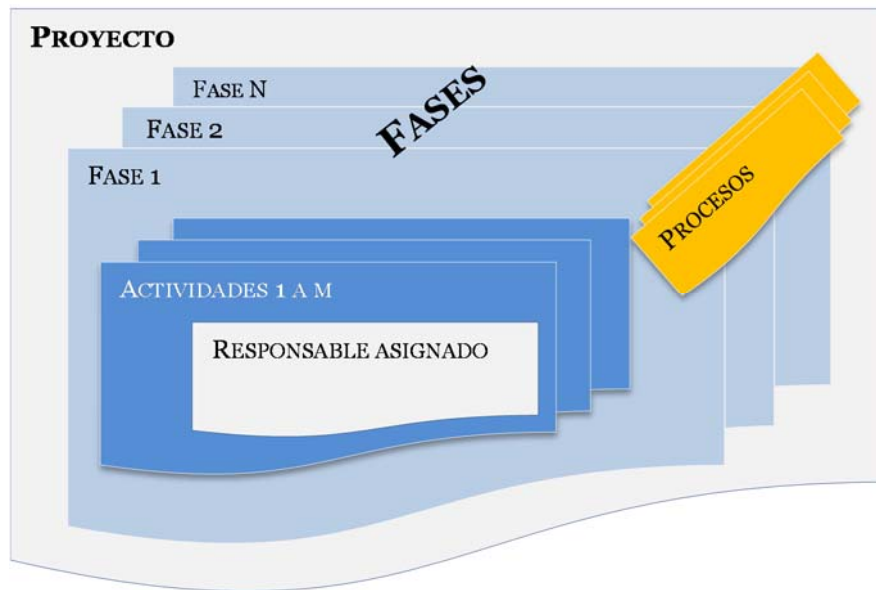 PROYECTO
FASES
FASE N
FASE 2
FASE 1
PROCESOS
ACTIVIDADES 1 A M
RESPONSABLE ASIGNADO